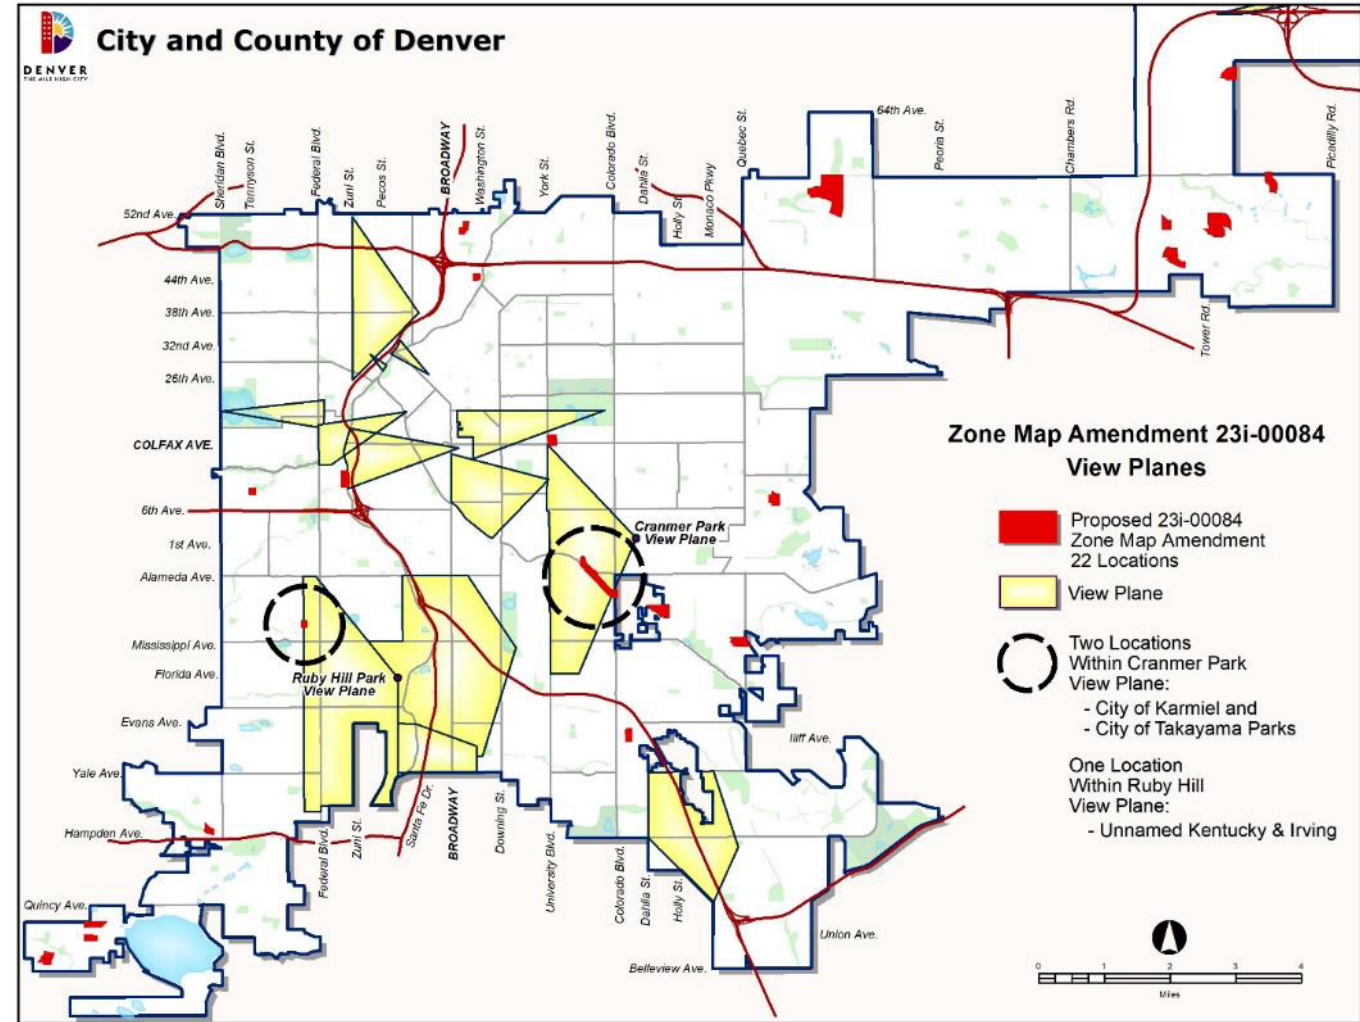 City and County of Denver
DENVER
THE MILE HIGH CITY
64th Ave.
Sheridan Blvd.
Tennyson St.
Federal Blvd.
Zuni St.
Pecos St.
BROADWAY
Washington St.
York St.
Colorado Blvd.
Dahlia St.
Holly St.
Monaco Pkwy
Quebec St.
Peoria St.
Chambers Rd.
Picadilly Rd.
52nd Ave.
44th Ave.
38th Ave.
32nd Ave.
26th Ave.
Tower Rd.
COLFAX AVE.
6th Ave.
1st Ave.
Alameda Ave.
Mississippi Ave.
Florida Ave.
Evans Ave.
Yale Ave.
Hampden Ave.
Quincy Ave.
Cranmer Park
View Plane
Ruby Hill Park
View Plane
Iliff Ave.
Federal Blvd.
Zuni St.
Santa Fe Dr.
BROADWAY
Downing St.
University Blvd.
Colorado Blvd.
Dahlia St.
Holly St.
Union Ave.
Belleview Ave.
Zone Map Amendment 23i-00084
View Planes
Proposed 23i-00084
Zone Map Amendment
22 Locations
View Plane
Two Locations
Within Cranmer Park
View Plane:
- City of Karmiel and
- City of Takayama Parks
One Location
Within Ruby Hill
View Plane:
- Unnamed Kentucky & Irving
0 1 2 3 4
Miles